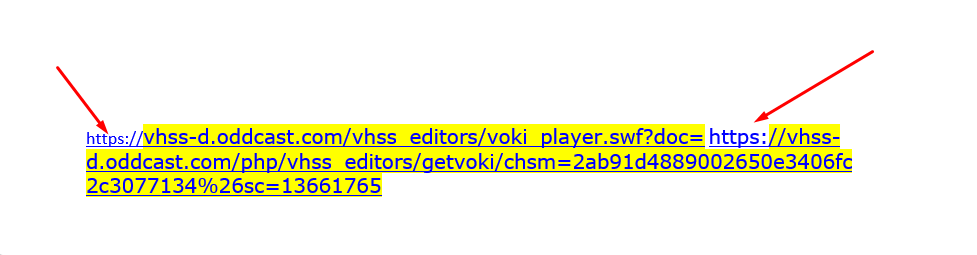 https://vhss-d.oddcast.com/vhss_editors/voki_player.swf?doc= https://vhss-
d.oddcast.com/php/vhss_editors/getvoki/chsm=2ab91d4889002650e3406fc
2c3077134%26sc=13661765